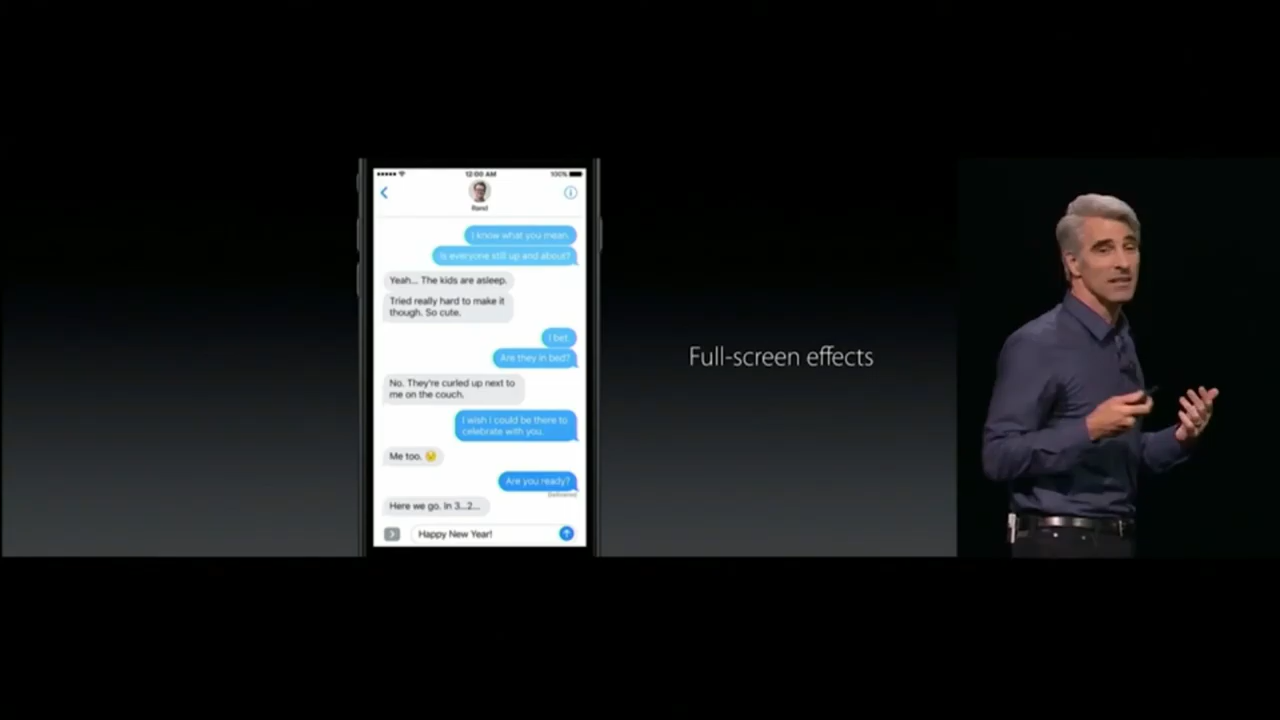 12:00 AM
100%
Rand
I know what you mean.
Is everyone still up and about?
Yeah... The kids are asleep.
Tried really hard to make it
though. So cute.
I bet.
Are they in bed?
No. They're curled up next to
me on the couch.
I wish I could be there to
celebrate with you.
Me too. 😟
Are you ready?
Delivered
Here we go. In 3...2...
Happy New Year!
Full-screen effects